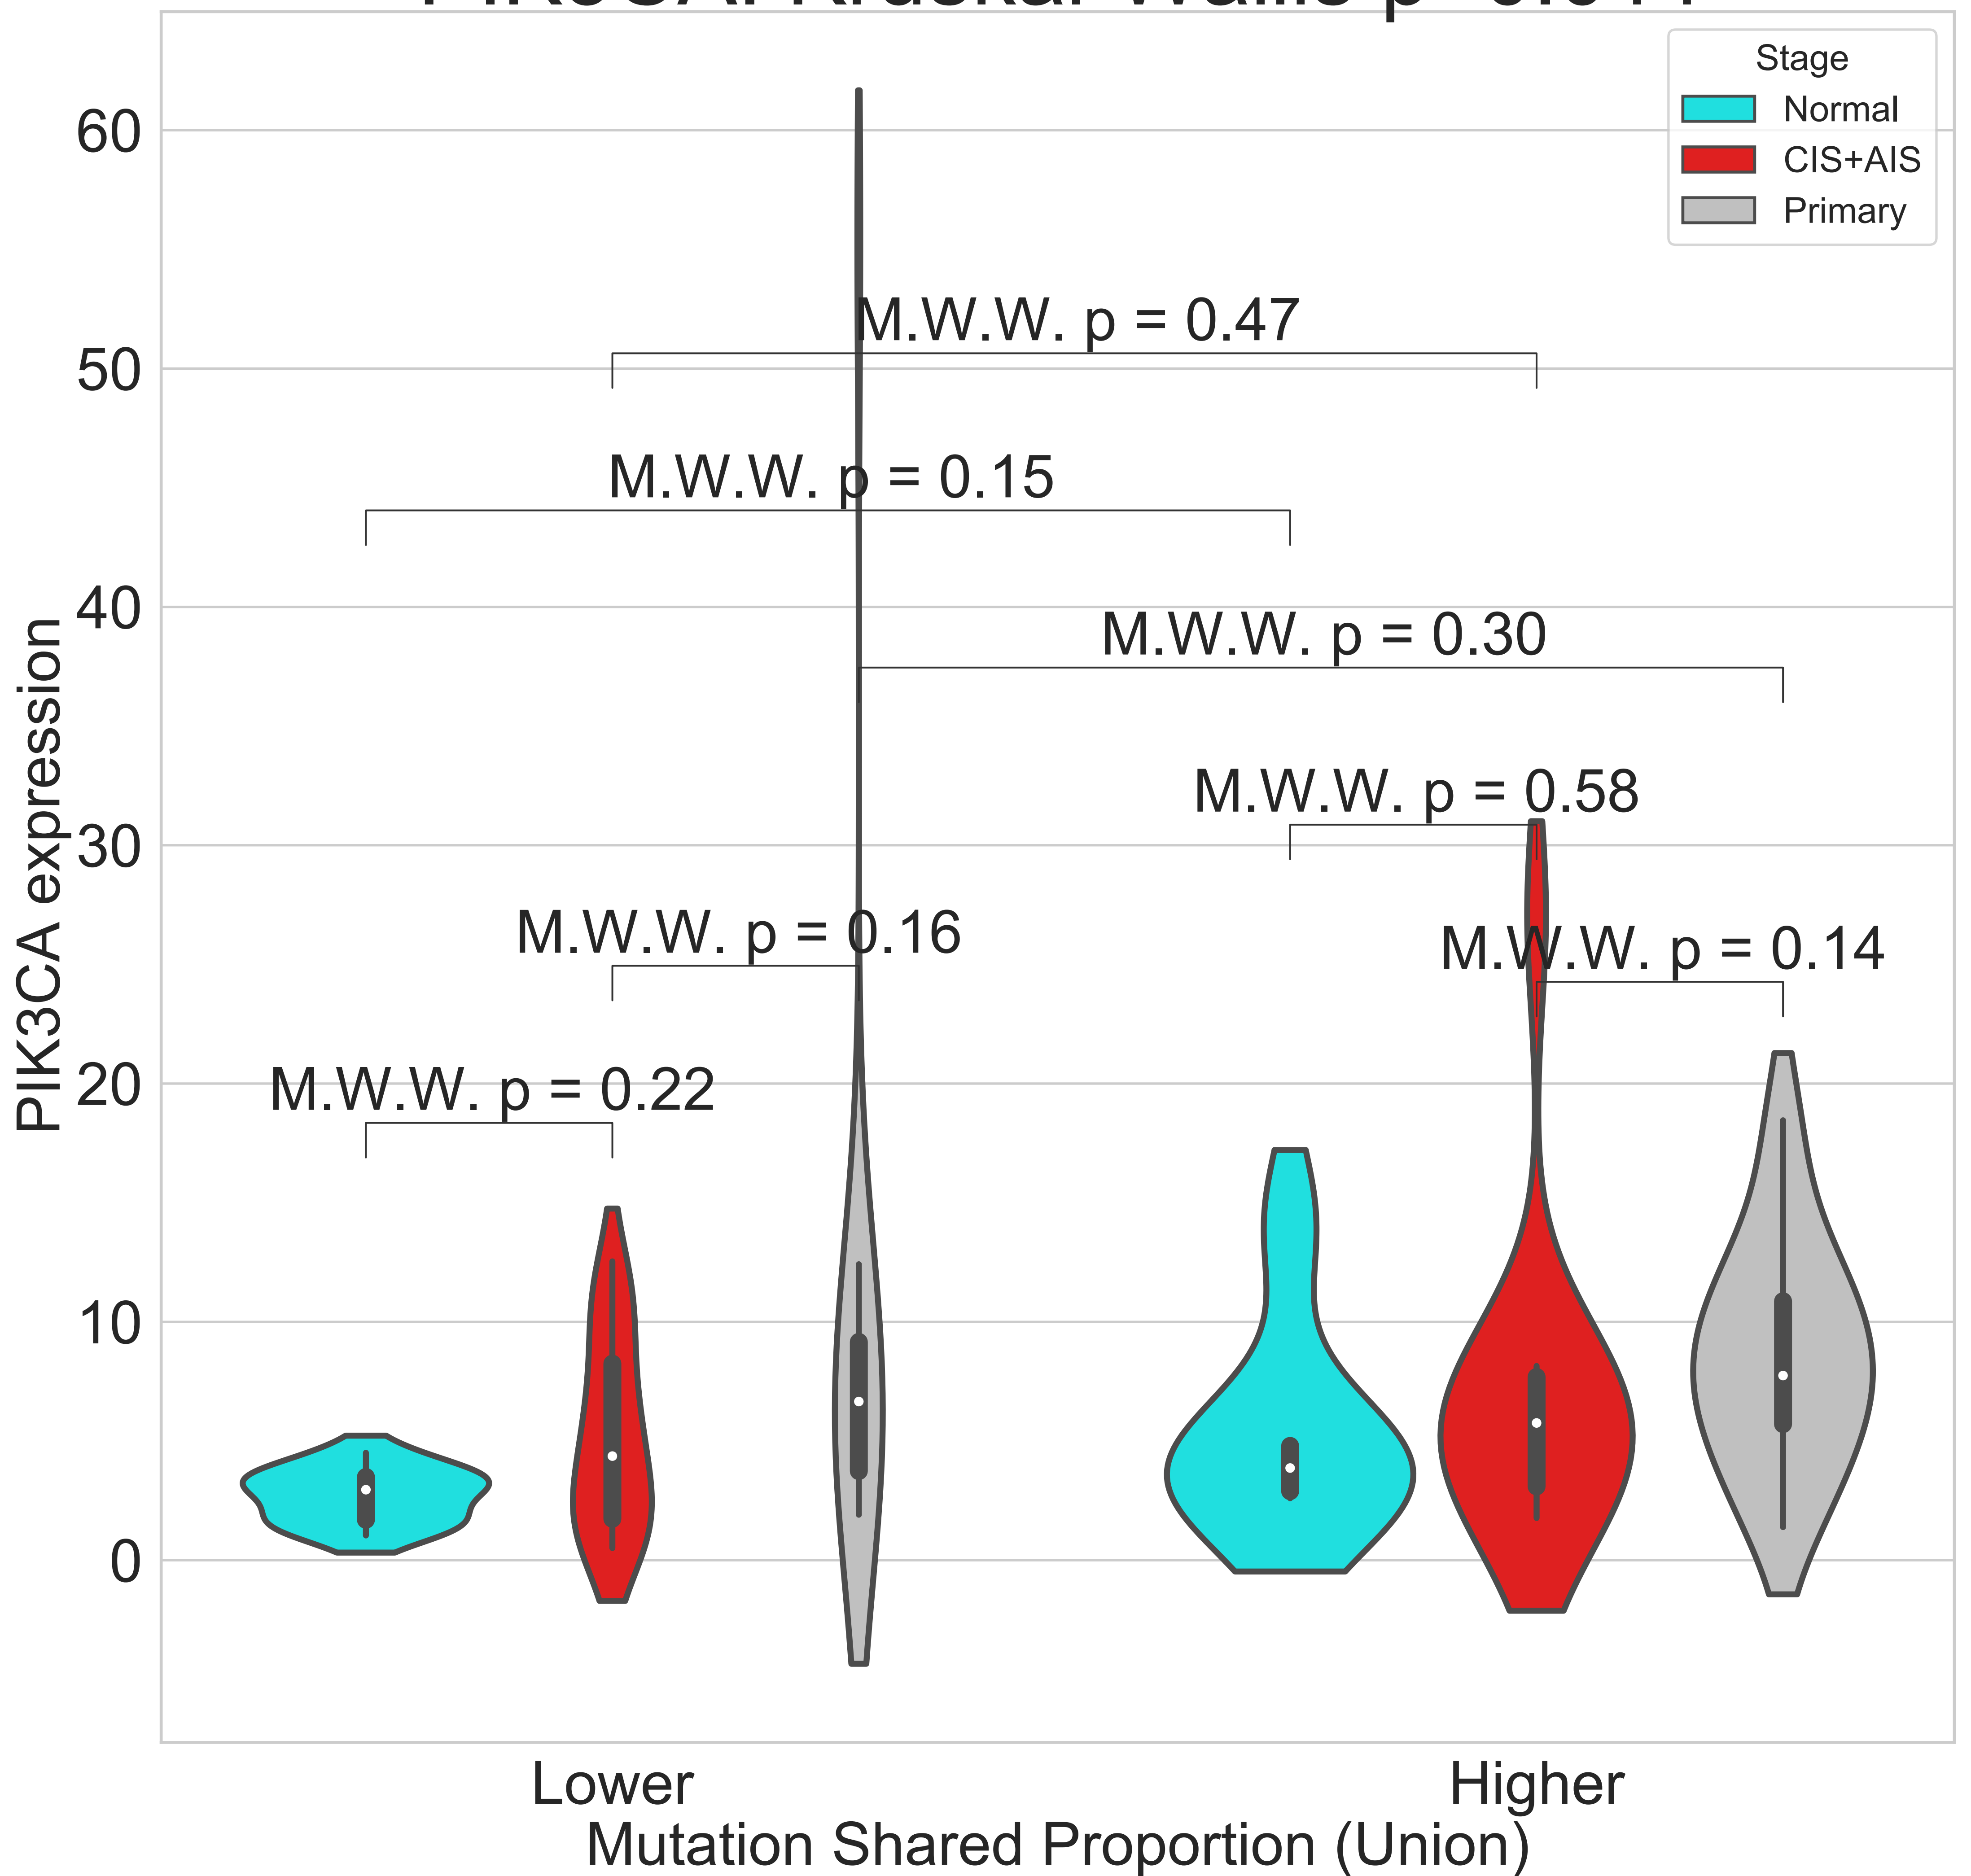 Stage
Normal
CIS+AIS
Primary
60
50
40
30
20
10
0
PIK3CA expression
M.W.W. p = 0.47
M.W.W. p = 0.15
M.W.W. p = 0.30
M.W.W. p = 0.58
M.W.W. p = 0.16
M.W.W. p = 0.14
M.W.W. p = 0.22
Lower
Higher
Mutation Shared Proportion (Union)